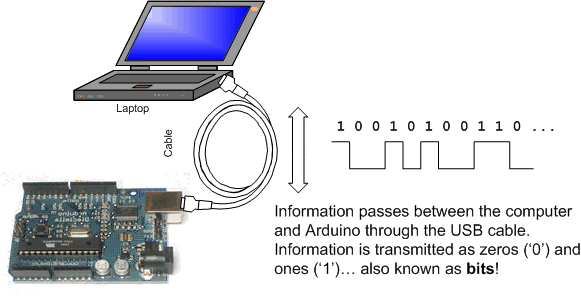 Laptop
Cable
1 0 0 1 0 1 0 0 1 1 0 ...
Information passes between the computer
and Arduino through the USB cable.
Information is transmitted as zeros (‘0’) and
ones (‘1’)... also known as bits!